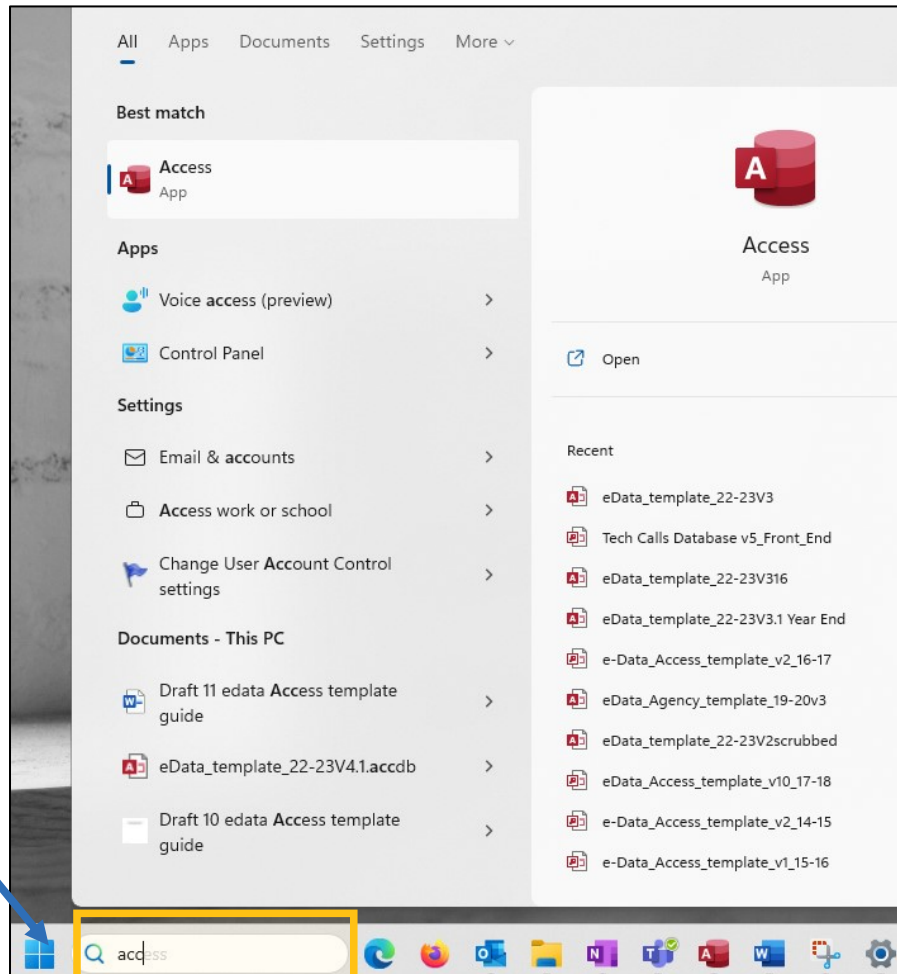 All Apps Documents Settings More
Best match
Access
App
Apps
Voice access (preview)
Control Panel
Settings
Email & accounts
Access work or school
Change User Account Control
settings
Documents - This PC
Draft 11 edata Access template
guide
eData_template_22-23V4.1.accdb
Draft 10 edata Access template
guide
Access
App
Open
Recent
eData_template_22-23V3
Tech Calls Database v5_Front_End
eData_template_22-23V316
eData_template_22-23V3.1 Year End
e-Data_Access_template_v2_16-17
eData_Agency_template_19-20v3
eData_template_22-23V2scrubbed
eData_Access_template_v10_17-18
e-Data_Access_template_v2_14-15
e-Data_Access_template_v1_15-16
access